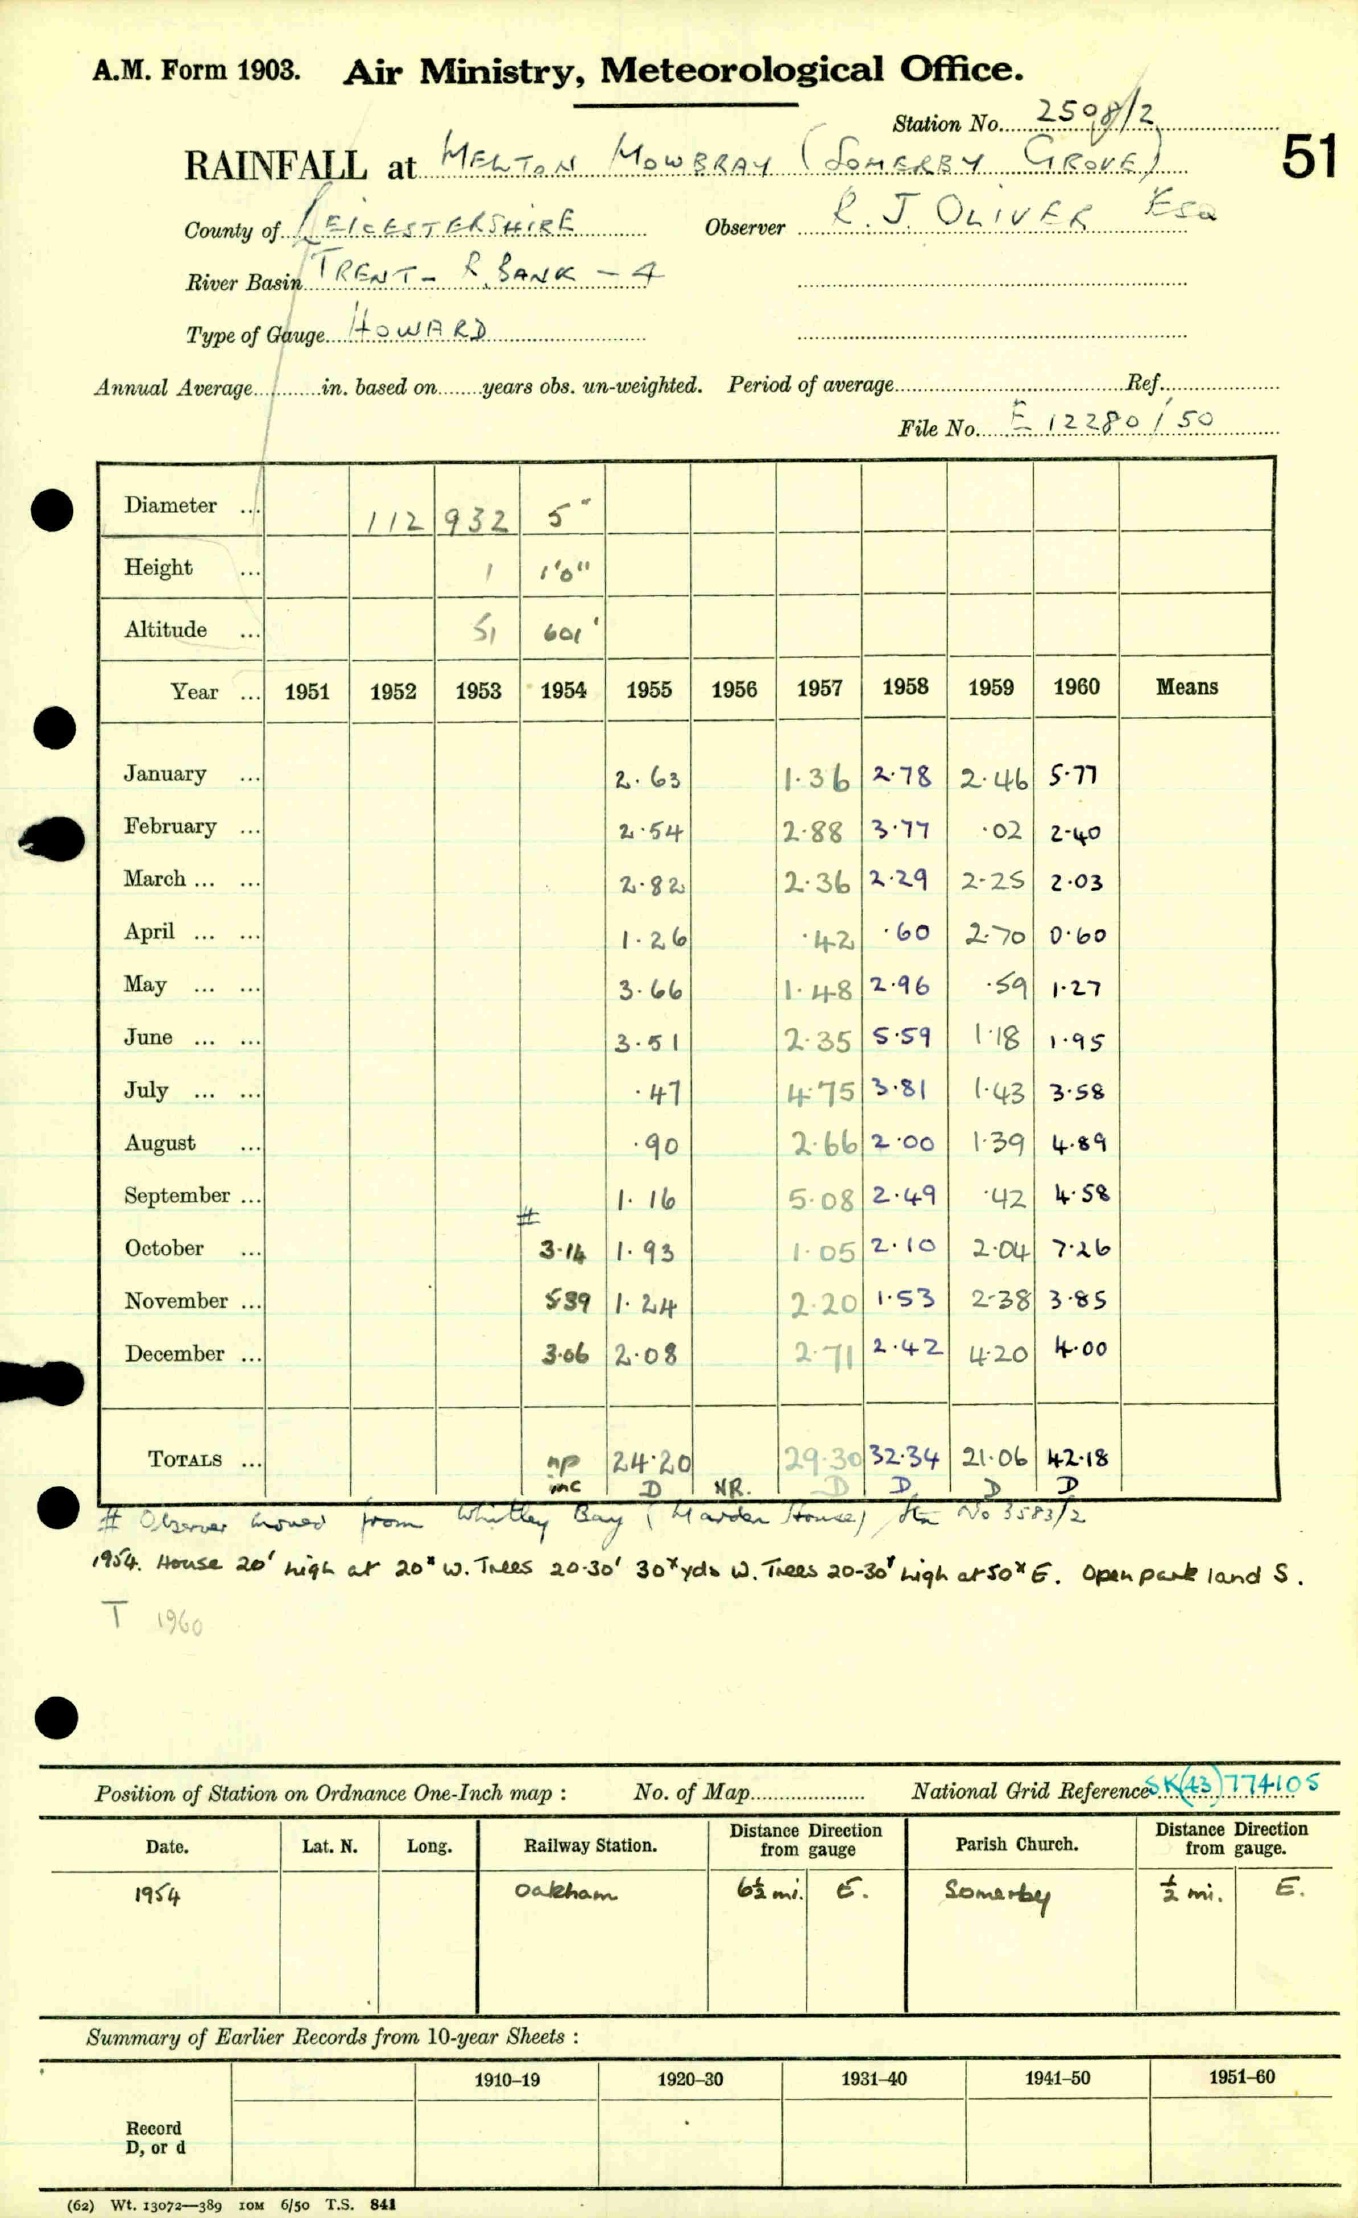 A.M. Form 1903. Air Ministry, Meteorological Office.
Station No. 2508/2
51
RAINFALL at MELTON MOWBRAY (SOMERBY GROVE)
County of LEICESTERSHIRE Observer R. J. OLIVER ESQ
River Basin TRENT - R. BANK - 4
Type of Gauge HOWARD
Annual Average in. based on years obs. un-weighted. Period of average Ref.
File No. E 12280/50
Diameter ... 112 932 5"
Height ... 1 1'0"
Altitude ... 51 601'
Year ... 1951 1952 1953 1954 1955 1956 1957 1958 1959 1960 Means
January ... 2.63 1.36 2.78 2.46 5.77
February ... 2.54 2.88 3.77 .02 2.40
March ... ... 2.82 2.36 2.29 2.25 2.03
April ... ... 1.26 .42 .60 2.70 0.60
May ... ... 3.66 1.48 2.96 .59 1.27
June ... ... 3.51 2.35 5.59 1.18 1.95
July ... ... .47 4.75 3.81 1.43 3.58
August ... .90 2.66 2.00 1.39 4.89
September ... 1.16 5.08 2.49 .42 4.58
#
October ... 3.14 1.93 1.05 2.10 2.04 7.26
November ... 5.39 1.24 2.20 1.53 2.38 3.85
December ... 3.06 2.08 2.71 2.42 4.20 4.00
TOTALS ... np 24.20 29.30 32.34 21.06 42.18
inc D NR. D D D D
# Observer moved from Whitley Bay (Marden House) Stn No 3583/2
1954. House 20' high at 20x W. Trees 20-30' 30x yds W. Trees 20-30' high at 50x E. Open park land S.
T 1960
Position of Station on Ordnance One-Inch map : No. of Map National Grid Reference SK(43)774105
Date. Lat. N. Long. Railway Station. Distance Direction from gauge Parish Church. Distance Direction from gauge.
1954 Oakham 6½ mi. E. Somerby ½ mi. E.
Summary of Earlier Records from 10-year Sheets :
1910–19 1920–30 1931–40 1941–50 1951–60
Record
D, or d
(62) Wt. 13072—389 10M 6/50 T.S. 841